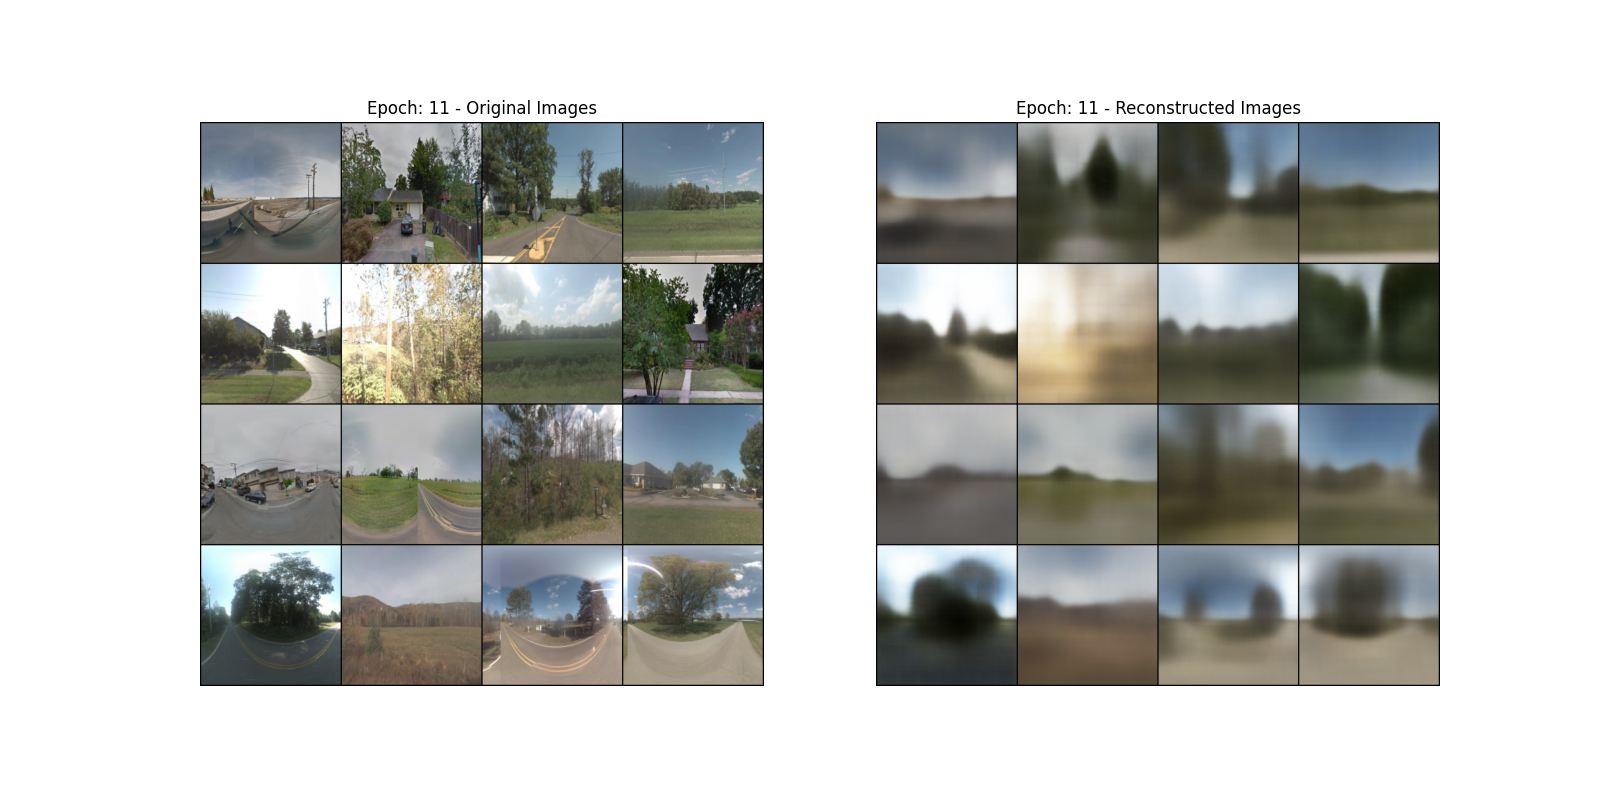 Epoch: 11 - Original Images
Epoch: 11 - Reconstructed Images